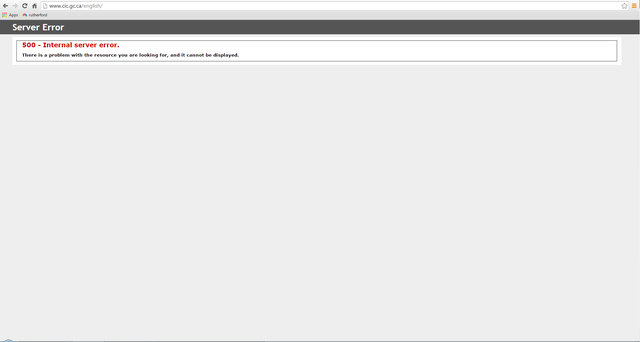 www.cic.gc.ca/english/
Apps rutherford
Server Error
500 - Internal server error.
There is a problem with the resource you are looking for, and it cannot be displayed.